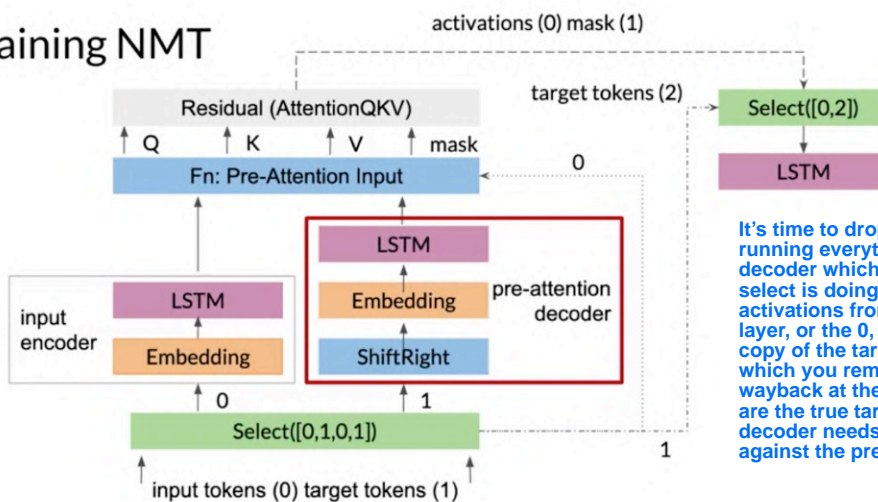 aining NMT
activations (0) mask (1)
target tokens (2)
Residual (AttentionQKV)
Select([0,2])
Q K V mask
0
Fn: Pre-Attention Input
LSTM
LSTM
pre-attention
decoder
input
encoder
LSTM
Embedding
Embedding
ShiftRight
0 1
Select([0,1,0,1])
1
input tokens (0) target tokens (1)
It's time to drop
running everyt
decoder which
select is doing
activations from
layer, or the 0,
copy of the tar
which you rem
wayback at the
are the true tar
decoder needs
against the pre